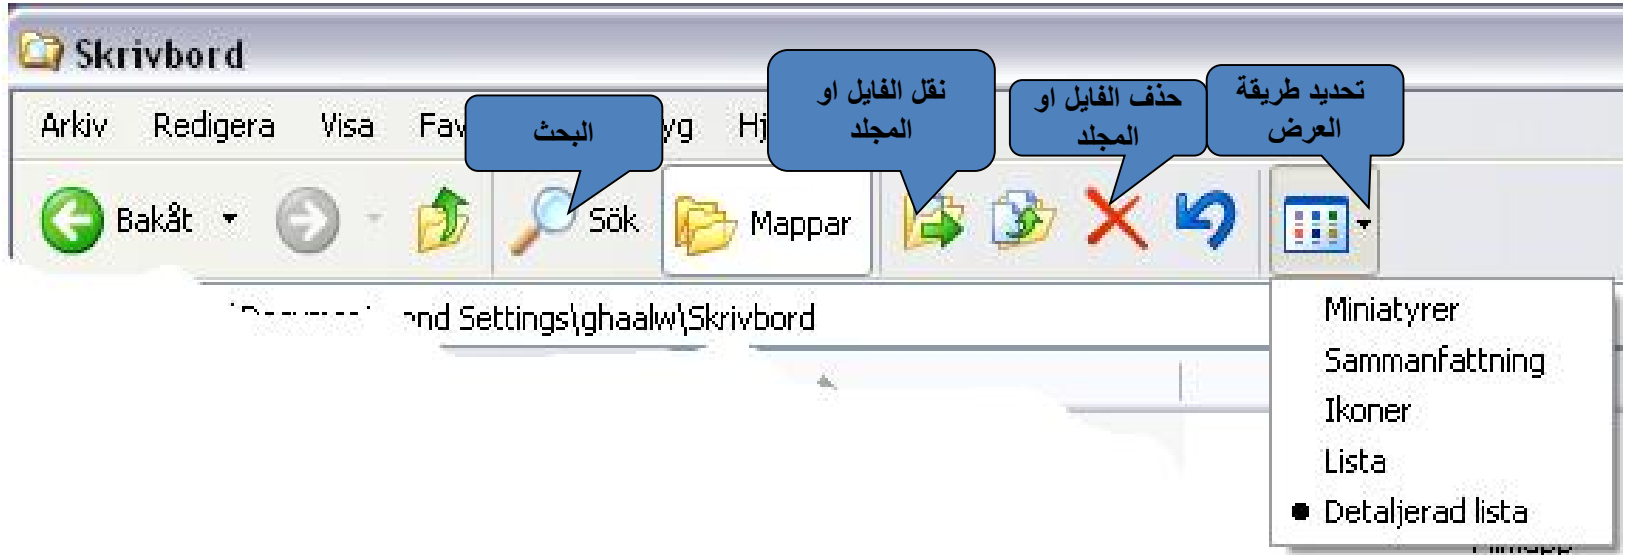 Skrivbord
نقل الفايل او
المجلد
حذف الفايل او
المجلد
تحديد طريقة
العرض
البحث
Arkiv Redigera Visa
Bakåt Sök Mappar
Settings\ghaalw\Skrivbord
Miniatyrer
Sammanfattning
Ikoner
Lista
Detaljerad lista